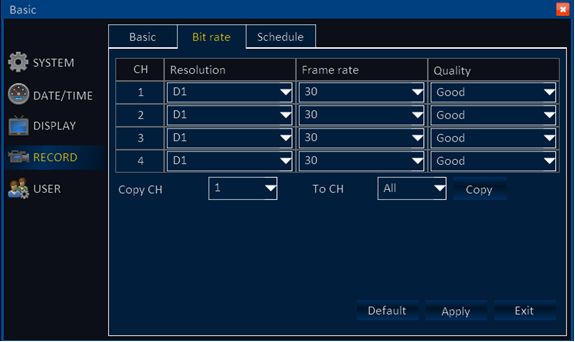 Basic
SYSTEM
DATE/TIME
DISPLAY
RECORD
USER
Basic Bit rate Schedule
CH Resolution Frame rate Quality
1 D1 30 Good
2 D1 30 Good
3 D1 30 Good
4 D1 30 Good
Copy CH 1 To CH All Copy
Default Apply Exit